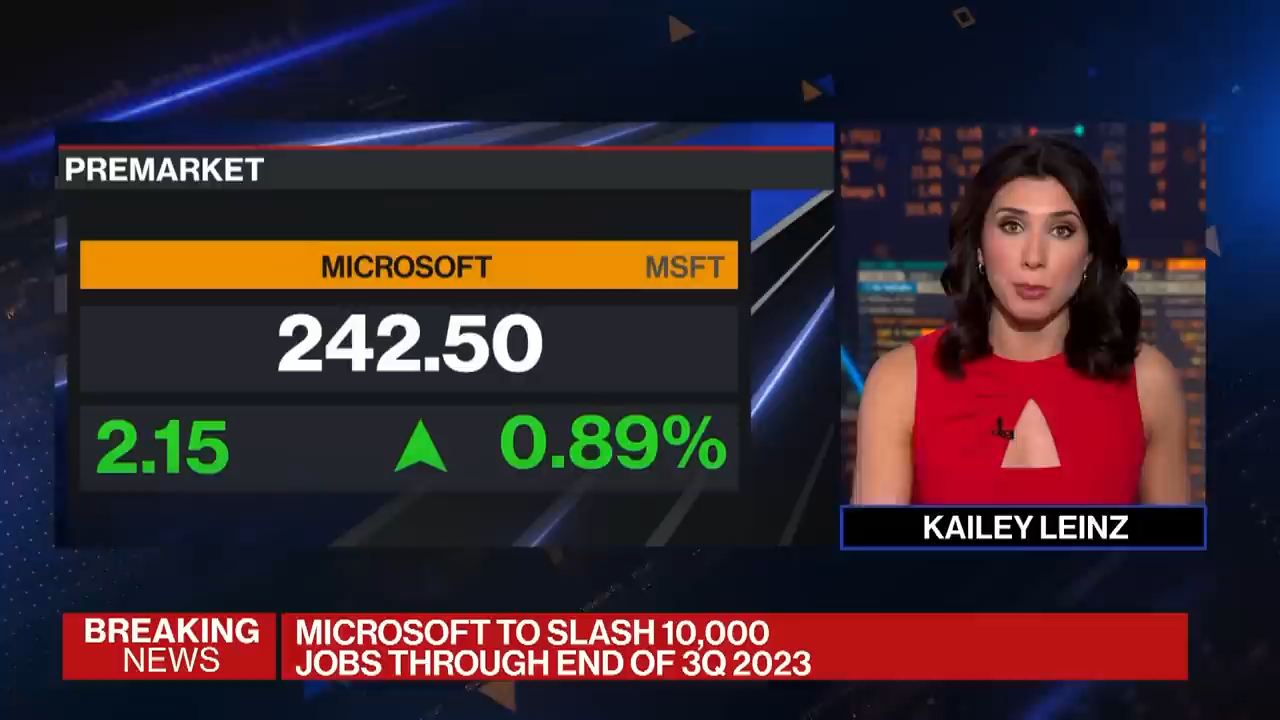 PREMARKET
MICROSOFT MSFT
242.50
2.15 0.89%
KAILEY LEINZ
BREAKING
NEWS
MICROSOFT TO SLASH 10,000
JOBS THROUGH END OF 3Q 2023